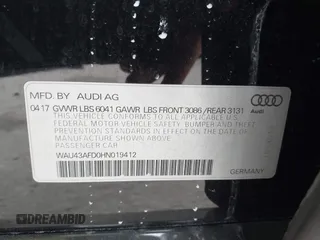 MFD. BY AUDI AG
04.17 GVWR LBS 6041 GAWR LBS FRONT 3086 /REAR 3131
THIS VEHICLE CONFORMS TO ALL APPLICABLE U.S.
FEDERAL MOTOR VEHICLE SAFETY, BUMPER AND THEFT
PREVENTION STANDARDS IN EFFECT ON THE DATE OF
MANUFACTURE SHOWN ABOVE.
PASSENGER CAR
WAU43AFD0HN019412
Audi
GERMANY
DREAMBID